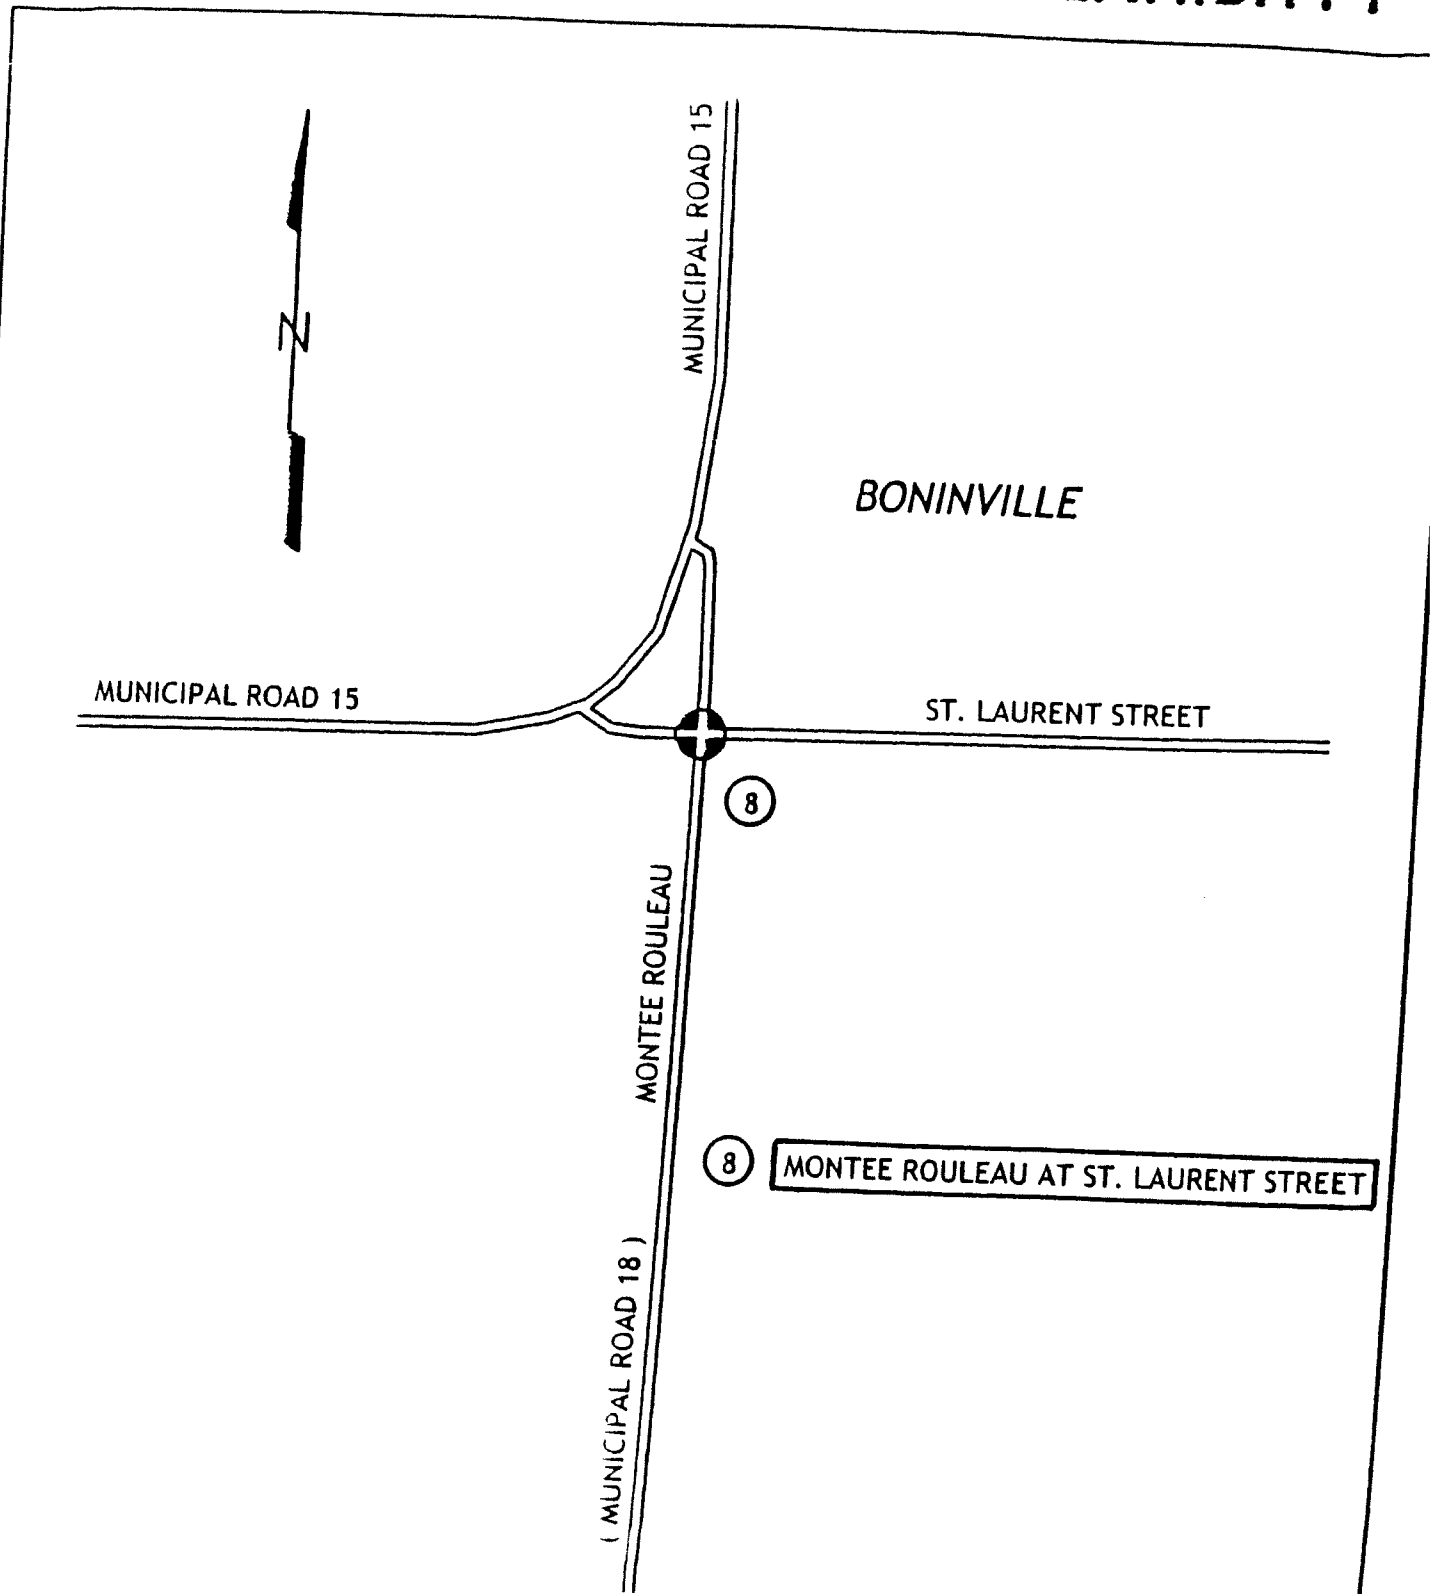 MUNICIPAL ROAD 15
N
BONINVILLE
MUNICIPAL ROAD 15
ST. LAURENT STREET
8
MONTEE ROULEAU
8 MONTEE ROULEAU AT ST. LAURENT STREET
( MUNICIPAL ROAD 18 )